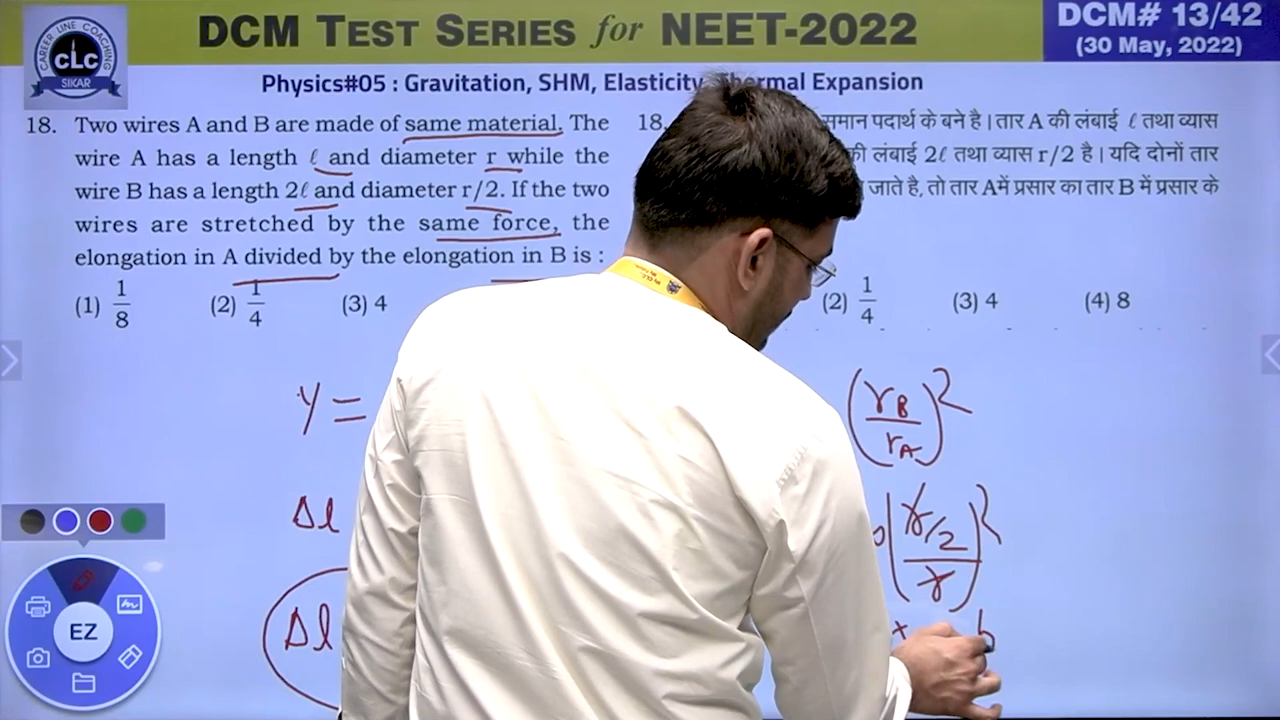 DCM TEST SERIES for NEET-2022
DCM# 13/42
(30 May, 2022)
CAREER LINE COACHING
CLC
SIKAR
Physics#05 : Gravitation, SHM, Elasticity, Thermal Expansion
18. Two wires A and B are made of same material. The
wire A has a length ℓ and diameter r while the
wire B has a length 2ℓ and diameter r/2. If the two
wires are stretched by the same force, the
elongation in A divided by the elongation in B is :
(1) 1/8 (2) 1/4 (3) 4
18.
समान पदार्थ के बने है। तार A की लंबाई ℓ तथा व्यास
की लंबाई 2ℓ तथा व्यास r/2 है। यदि दोनों तार
जाते है, तो तार A में प्रसार का तार B में प्रसार के
(2) 1/4 (3) 4 (4) 8
Y =
(rB/rA)²
Δl
(r/2/r)²
Δl
EZ